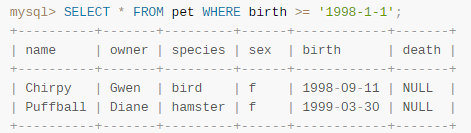 mysql> SELECT * FROM pet WHERE birth >= '1998-1-1';
+----------+-------+---------+------+------------+-------+
| name     | owner | species | sex  | birth      | death |
+----------+-------+---------+------+------------+-------+
| Chirpy   | Gwen  | bird    | f    | 1998-09-11 | NULL  |
| Puffball | Diane | hamster | f    | 1999-03-30 | NULL  |
+----------+-------+---------+------+------------+-------+